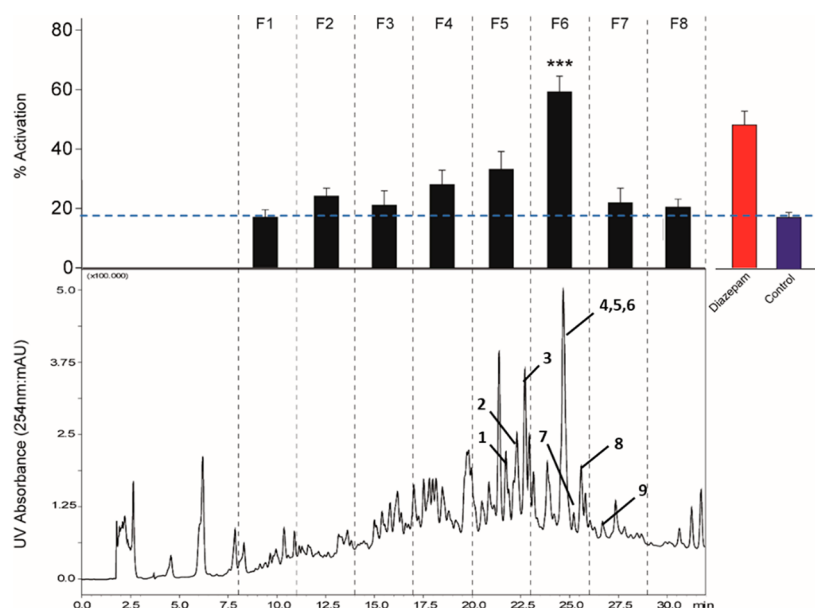 F1 F2 F3 F4 F5 F6 F7 F8
80
60
40
20
0
% Activation
***
Diazepam
Control
(x100.000)
5.0
3.75
2.5
1.25
0.0
UV Absorbance (254nm:mAU)
4,5,6
3
2
1
7
8
9
0.0 2.5 5.0 7.5 10.0 12.5 15.0 17.5 20.0 22.5 25.0 27.5 30.0 min